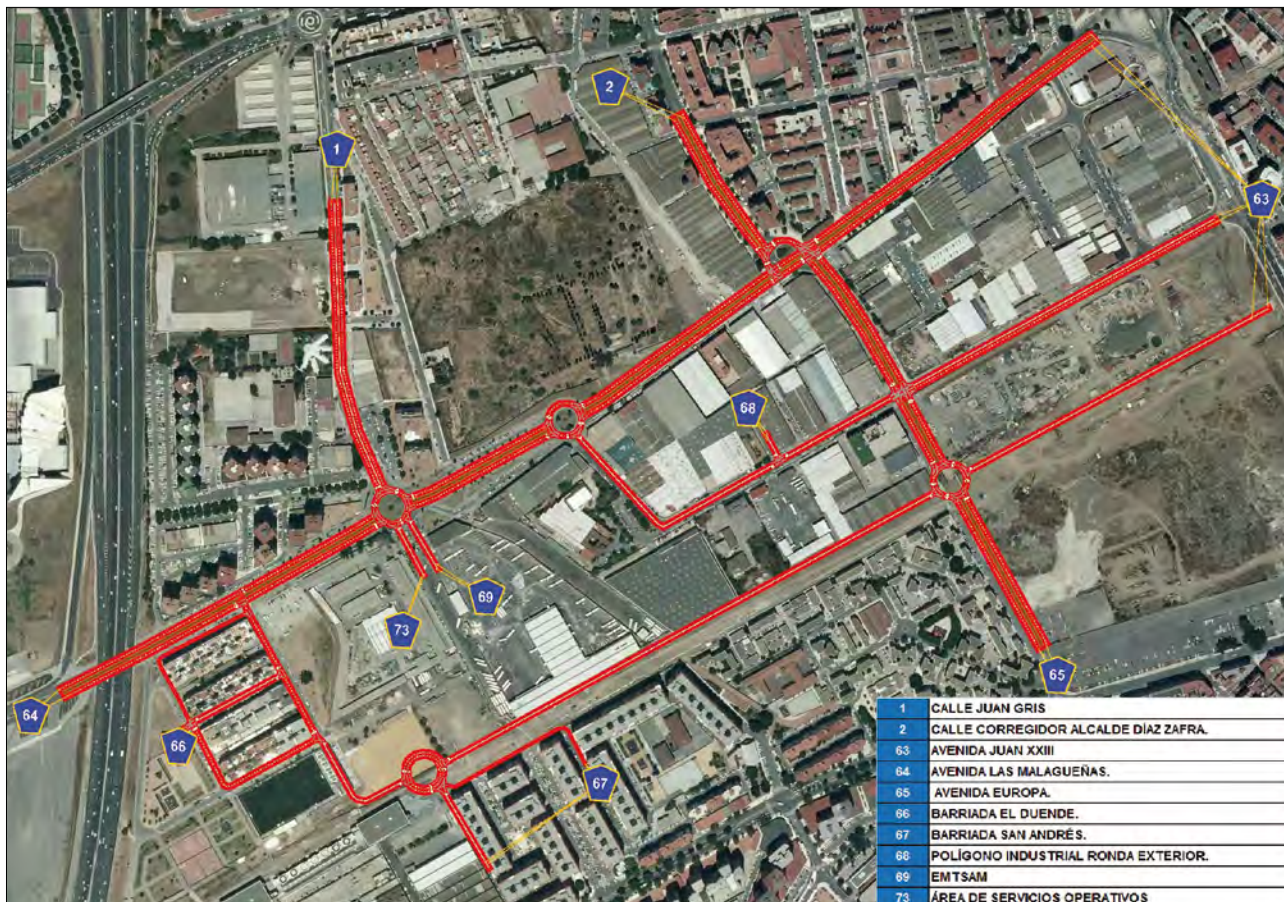 2
1
63
68
69
73
64
65
66
67
1 CALLE JUAN GRIS
2 CALLE CORREGIDOR ALCALDE DÍAZ ZAFRA.
63 AVENIDA JUAN XXIII
64 AVENIDA LAS MALAGUEÑAS.
65 AVENIDA EUROPA.
66 BARRIADA EL DUENDE.
67 BARRIADA SAN ANDRÉS.
68 POLÍGONO INDUSTRIAL RONDA EXTERIOR.
69 EMTSAM
73 ÁREA DE SERVICIOS OPERATIVOS